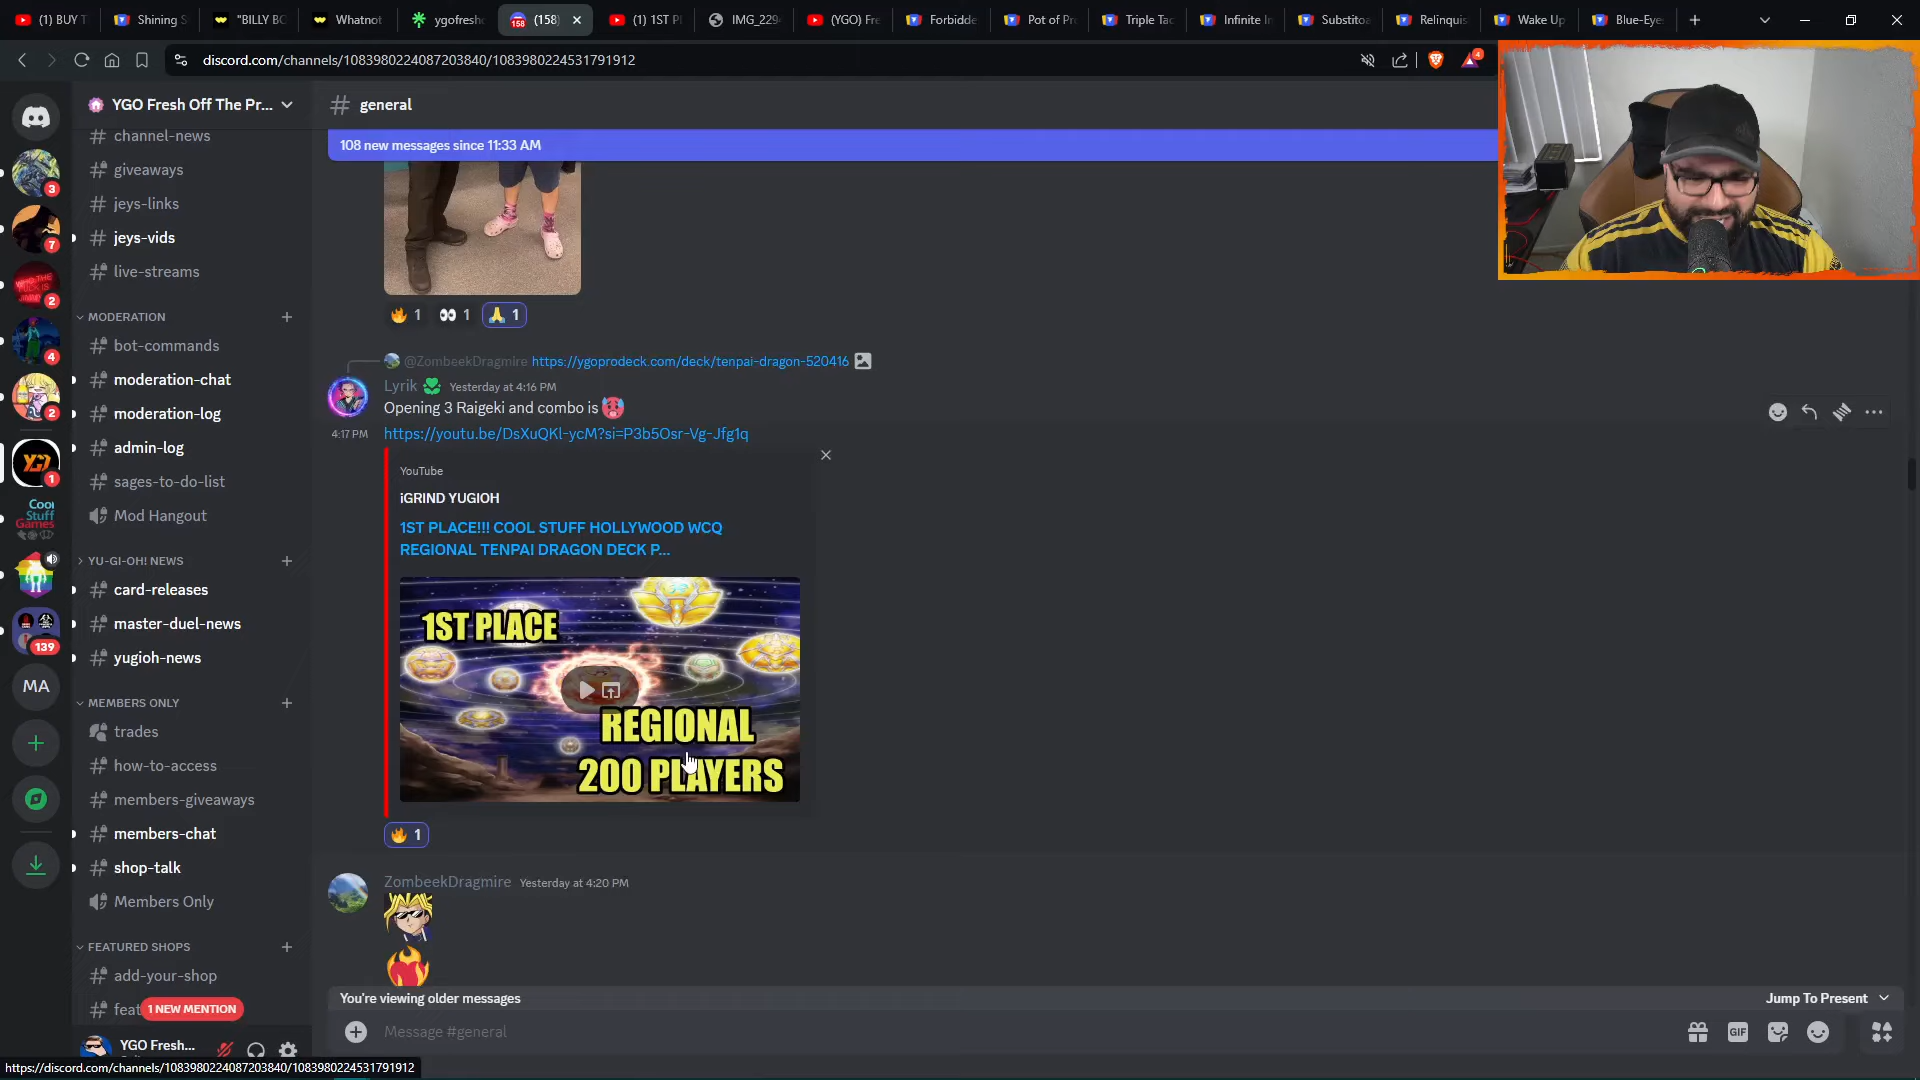 (1) BUY T
Shining S
"BILLY BO
Whatnot
ygofresh
(158)
(1) 1ST Pl
IMG_229
(YGO) Fre
Forbidde
Pot of Pr
Triple Tac
Infinite In
Substitoa
Relinquis
Wake Up
Blue-Eye
discord.com/channels/1083980224087203840/1083980224531791912
4
YGO Fresh Off The Pr...
general
108 new messages since 11:33 AM
channel-news
giveaways
jeys-links
jeys-vids
live-streams
MODERATION
bot-commands
moderation-chat
moderation-log
admin-log
sages-to-do-list
Mod Hangout
YU-GI-OH! NEWS
card-releases
master-duel-news
yugioh-news
MEMBERS ONLY
trades
how-to-access
members-giveaways
members-chat
shop-talk
Members Only
FEATURED SHOPS
add-your-shop
feat
1 NEW MENTION
YGO Fresh...
3
7
2
4
2
YGO
1
Cool
Stuff
Games
139
MA
1
1
1
@ZombeekDragmire https://ygoprodeck.com/deck/tenpai-dragon-520416
Lyrik Yesterday at 4:16 PM
Opening 3 Raigeki and combo is
4:17 PM https://youtu.be/DsXuQKl-ycM?si=P3b5Osr-Vg-Jfg1q
YouTube
iGRIND YUGIOH
1ST PLACE!!! COOL STUFF HOLLYWOOD WCQ
REGIONAL TENPAI DRAGON DECK P...
1ST PLACE
REGIONAL
200 PLAYERS
1
ZombeekDragmire Yesterday at 4:20 PM
You're viewing older messages
Jump To Present
Message #general
GIF
https://discord.com/channels/1083980224087203840/1083980224531791912